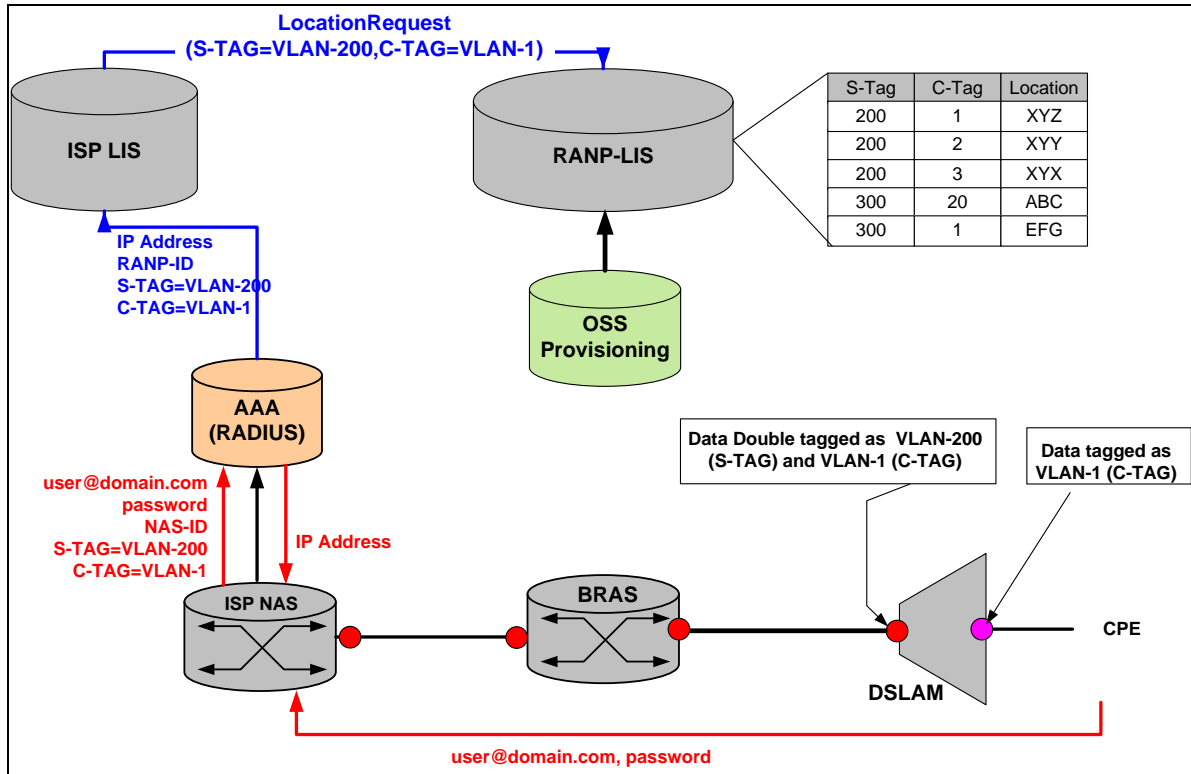 LocationRequest
(S-TAG=VLAN-200,C-TAG=VLAN-1)
ISP LIS
RANP-LIS
S-Tag C-Tag Location
200 1 XYZ
200 2 XYY
200 3 XYX
300 20 ABC
300 1 EFG
IP Address
RANP-ID
S-TAG=VLAN-200
C-TAG=VLAN-1
OSS
Provisioning
AAA
(RADIUS)
Data Double tagged as VLAN-200
(S-TAG) and VLAN-1 (C-TAG)
Data tagged as
VLAN-1 (C-TAG)
user@domain.com
password
NAS-ID
S-TAG=VLAN-200
C-TAG=VLAN-1
IP Address
ISP NAS
BRAS
CPE
DSLAM
user@domain.com, password